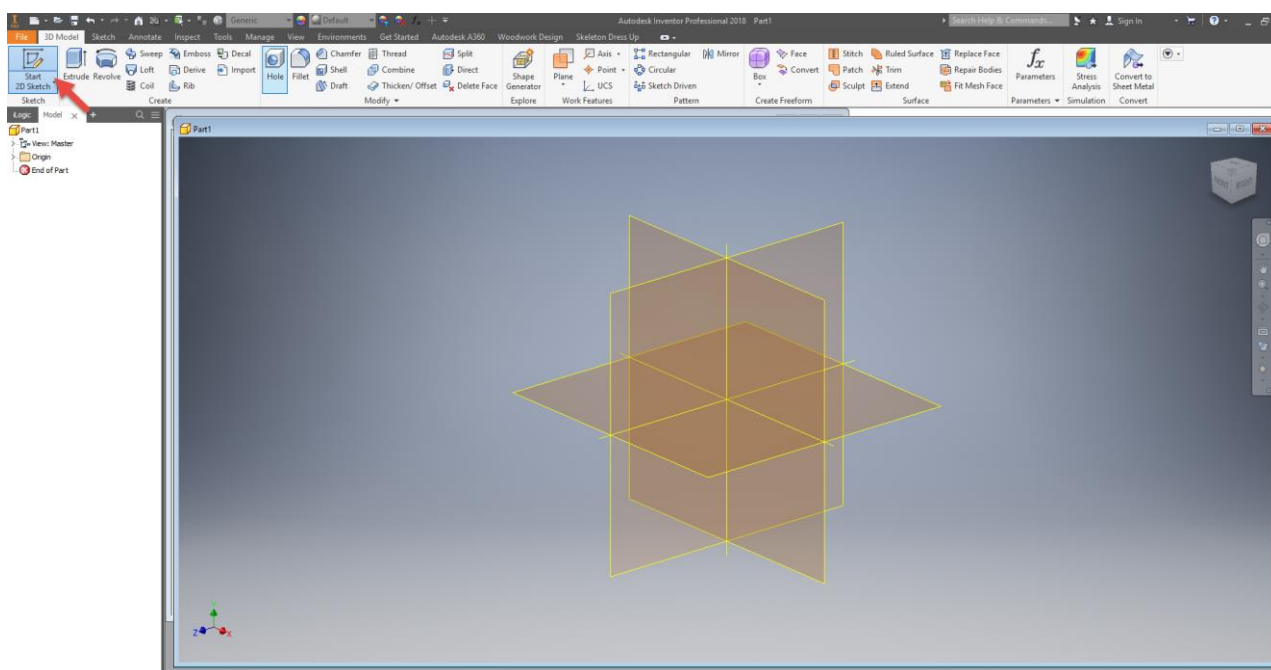 Generic Default Autodesk Inventor Professional 2018 Part1 Search Help & Commands... Sign In
File 3D Model Sketch Annotate Inspect Tools Manage View Environments Get Started Autodesk A360 Woodwork Design Skeleton Dress Up
Sweep Emboss Decal Chamfer Thread Split Axis Rectangular Mirror Face Stitch Ruled Surface Replace Face
Loft Derive Import Shell Combine Direct Point Circular Convert Patch Trim Repair Bodies
Coil Rib Draft Thicken/ Offset Delete Face UCS Sketch Driven Sculpt Extend Fit Mesh Face
Start 2D Sketch Extrude Revolve Hole Fillet Shape Generator Plane Box fx Parameters Stress Analysis Convert to Sheet Metal
Sketch Create Modify Explore Work Features Pattern Create Freeform Surface Parameters Simulation Convert
Logic Model x +
Part1
View: Master
Origin
End of Part
Part1
FRONT RIGHT
Y
Z X